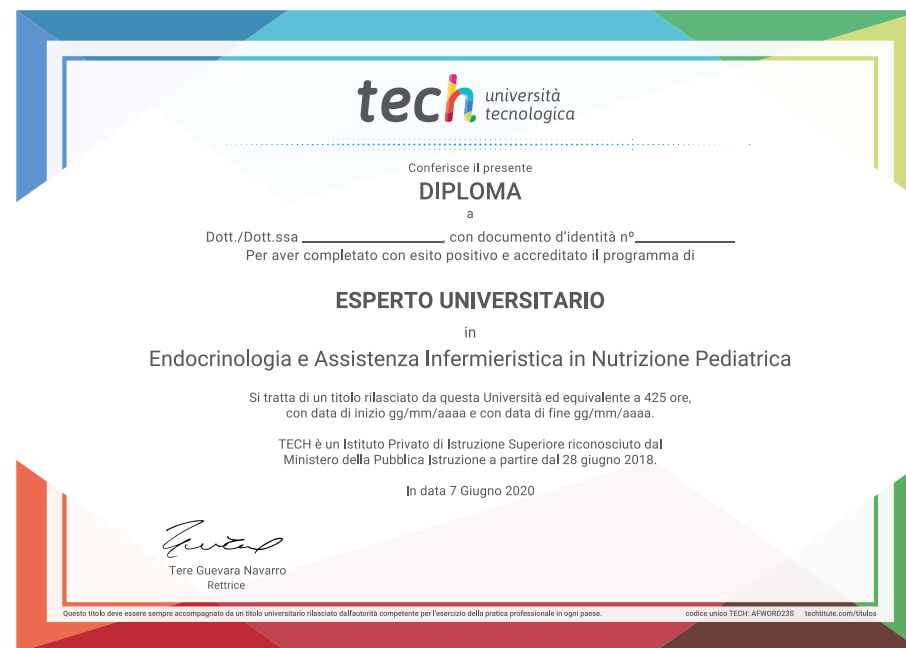 tech università
tecnologica
Conferisce il presente
DIPLOMA
a
Dott./Dott.ssa ____________________, con documento d'identità nº______________
Per aver completato con esito positivo e accreditato il programma di
ESPERTO UNIVERSITARIO
in
Endocrinologia e Assistenza Infermieristica in Nutrizione Pediatrica
Si tratta di un titolo rilasciato da questa Università ed equivalente a 425 ore,
con data di inizio gg/mm/aaaa e con data di fine gg/mm/aaaa.
TECH è un Istituto Privato di Istruzione Superiore riconosciuto dal
Ministero della Pubblica Istruzione a partire dal 28 giugno 2018.
In data 7 Giugno 2020
Tere Guevara Navarro
Rettrice
Questo titolo deve essere sempre accompagnato da un titolo universitario rilasciato dall'autorità competente per l'esercizio della pratica professionale in ogni paese. codice unico TECH: AFWORD23S techtitute.com/títulos